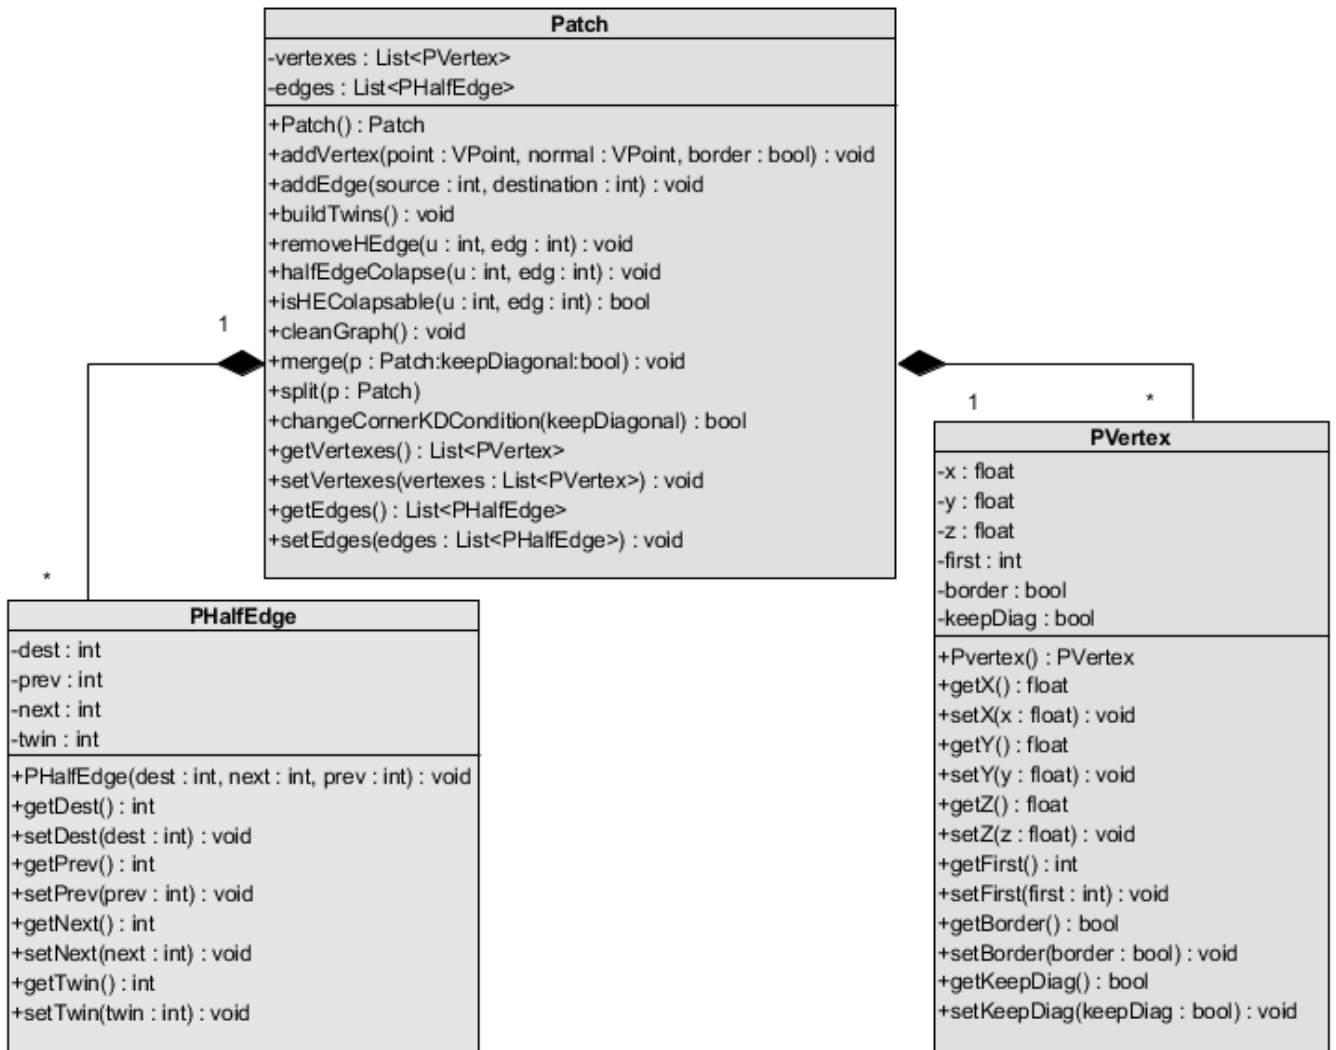 Patch
-vertexes : List<PVertex>
-edges : List<PHalfEdge>
+Patch() : Patch
+addVertex(point : VPoint, normal : VPoint, border : bool) : void
+addEdge(source : int, destination : int) : void
+buildTwins() : void
+removeHEdge(u : int, edg : int) : void
+halfEdgeColapse(u : int, edg : int) : void
+isHEColapsable(u : int, edg : int) : bool
+cleanGraph() : void
+merge(p : Patch:keepDiagonal:bool) : void
+split(p : Patch)
+changeCornerKDCondition(keepDiagonal) : bool
+getVertexes() : List<PVertex>
+setVertexes(vertexes : List<PVertex>) : void
+getEdges() : List<PHalfEdge>
+setEdges(edges : List<PHalfEdge>) : void
1
*
1
*
PHalfEdge
-dest : int
-prev : int
-next : int
-twin : int
+PHalfEdge(dest : int, next : int, prev : int) : void
+getDest() : int
+setDest(dest : int) : void
+getPrev() : int
+setPrev(prev : int) : void
+getNext() : int
+setNext(next : int) : void
+getTwin() : int
+setTwin(twin : int) : void
PVertex
-x : float
-y : float
-z : float
-first : int
-border : bool
-keepDiag : bool
+Pvertex() : PVertex
+getX() : float
+setX(x : float) : void
+getY() : float
+setY(y : float) : void
+getZ() : float
+setZ(z : float) : void
+getFirst() : int
+setFirst(first : int) : void
+getBorder() : bool
+setBorder(border : bool) : void
+getKeepDiag() : bool
+setKeepDiag(keepDiag : bool) : void